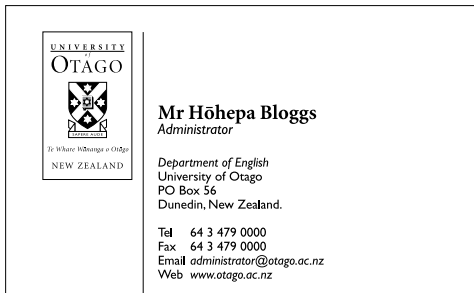 UNIVERSITY
of
OTAGO
SAPERE AUDE
Te Whare Wānanga o Otāgo
NEW ZEALAND
Mr Hōhepa Bloggs
Administrator
Department of English
University of Otago
PO Box 56
Dunedin, New Zealand.
Tel 64 3 479 0000
Fax 64 3 479 0000
Email administrator@otago.ac.nz
Web www.otago.ac.nz